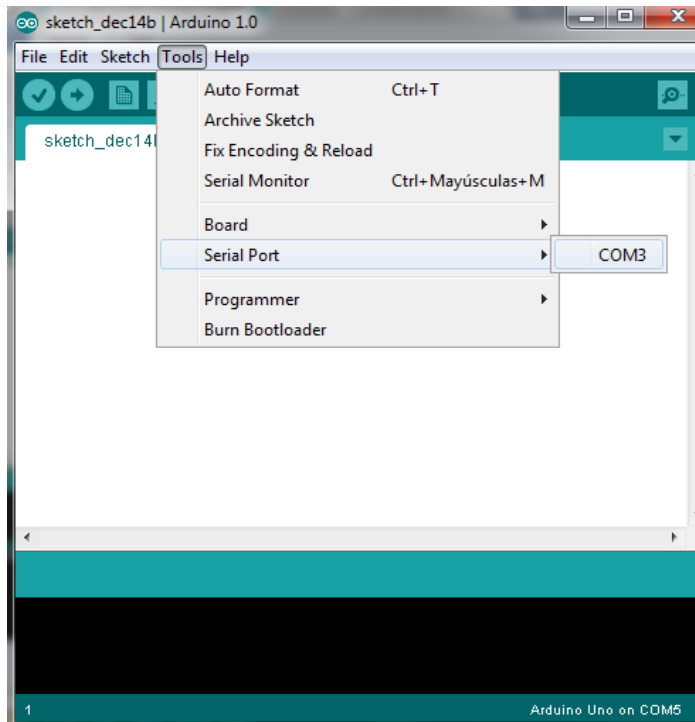 sketch_dec14b | Arduino 1.0
File Edit Sketch Tools Help
sketch_dec14
Auto Format Ctrl+T
Archive Sketch
Fix Encoding & Reload
Serial Monitor Ctrl+Mayúsculas+M
Board
Serial Port
COM3
Programmer
Burn Bootloader
1 Arduino Uno on COM5